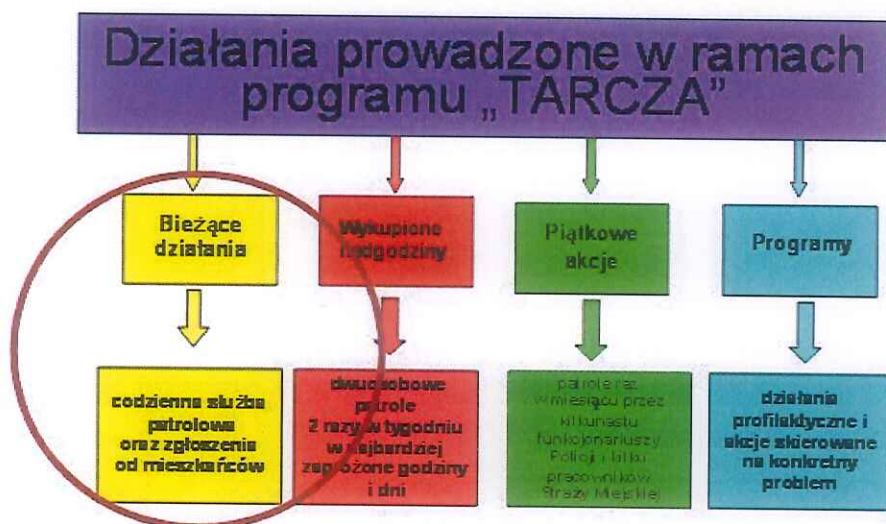 Działania prowadzone w ramach
programu „TARCZA”
Bieżące
działania
Wykupione
nadgodziny
Piątkowe
akcje
Programy
codzienna służba
patrolowa
oraz zgłoszenia
od mieszkańców
dwuosobowe
patrole
2 razy w tygodniu
w najbardziej
zagrożone godziny
i dni
patrole raz
w miesiącu przez
kilkunastu
funkcjonariuszy
Policji i kilku
pracowników
Straży Miejskiej
działania
profilaktyczne i
akcje skierowane
na konkretny
problem